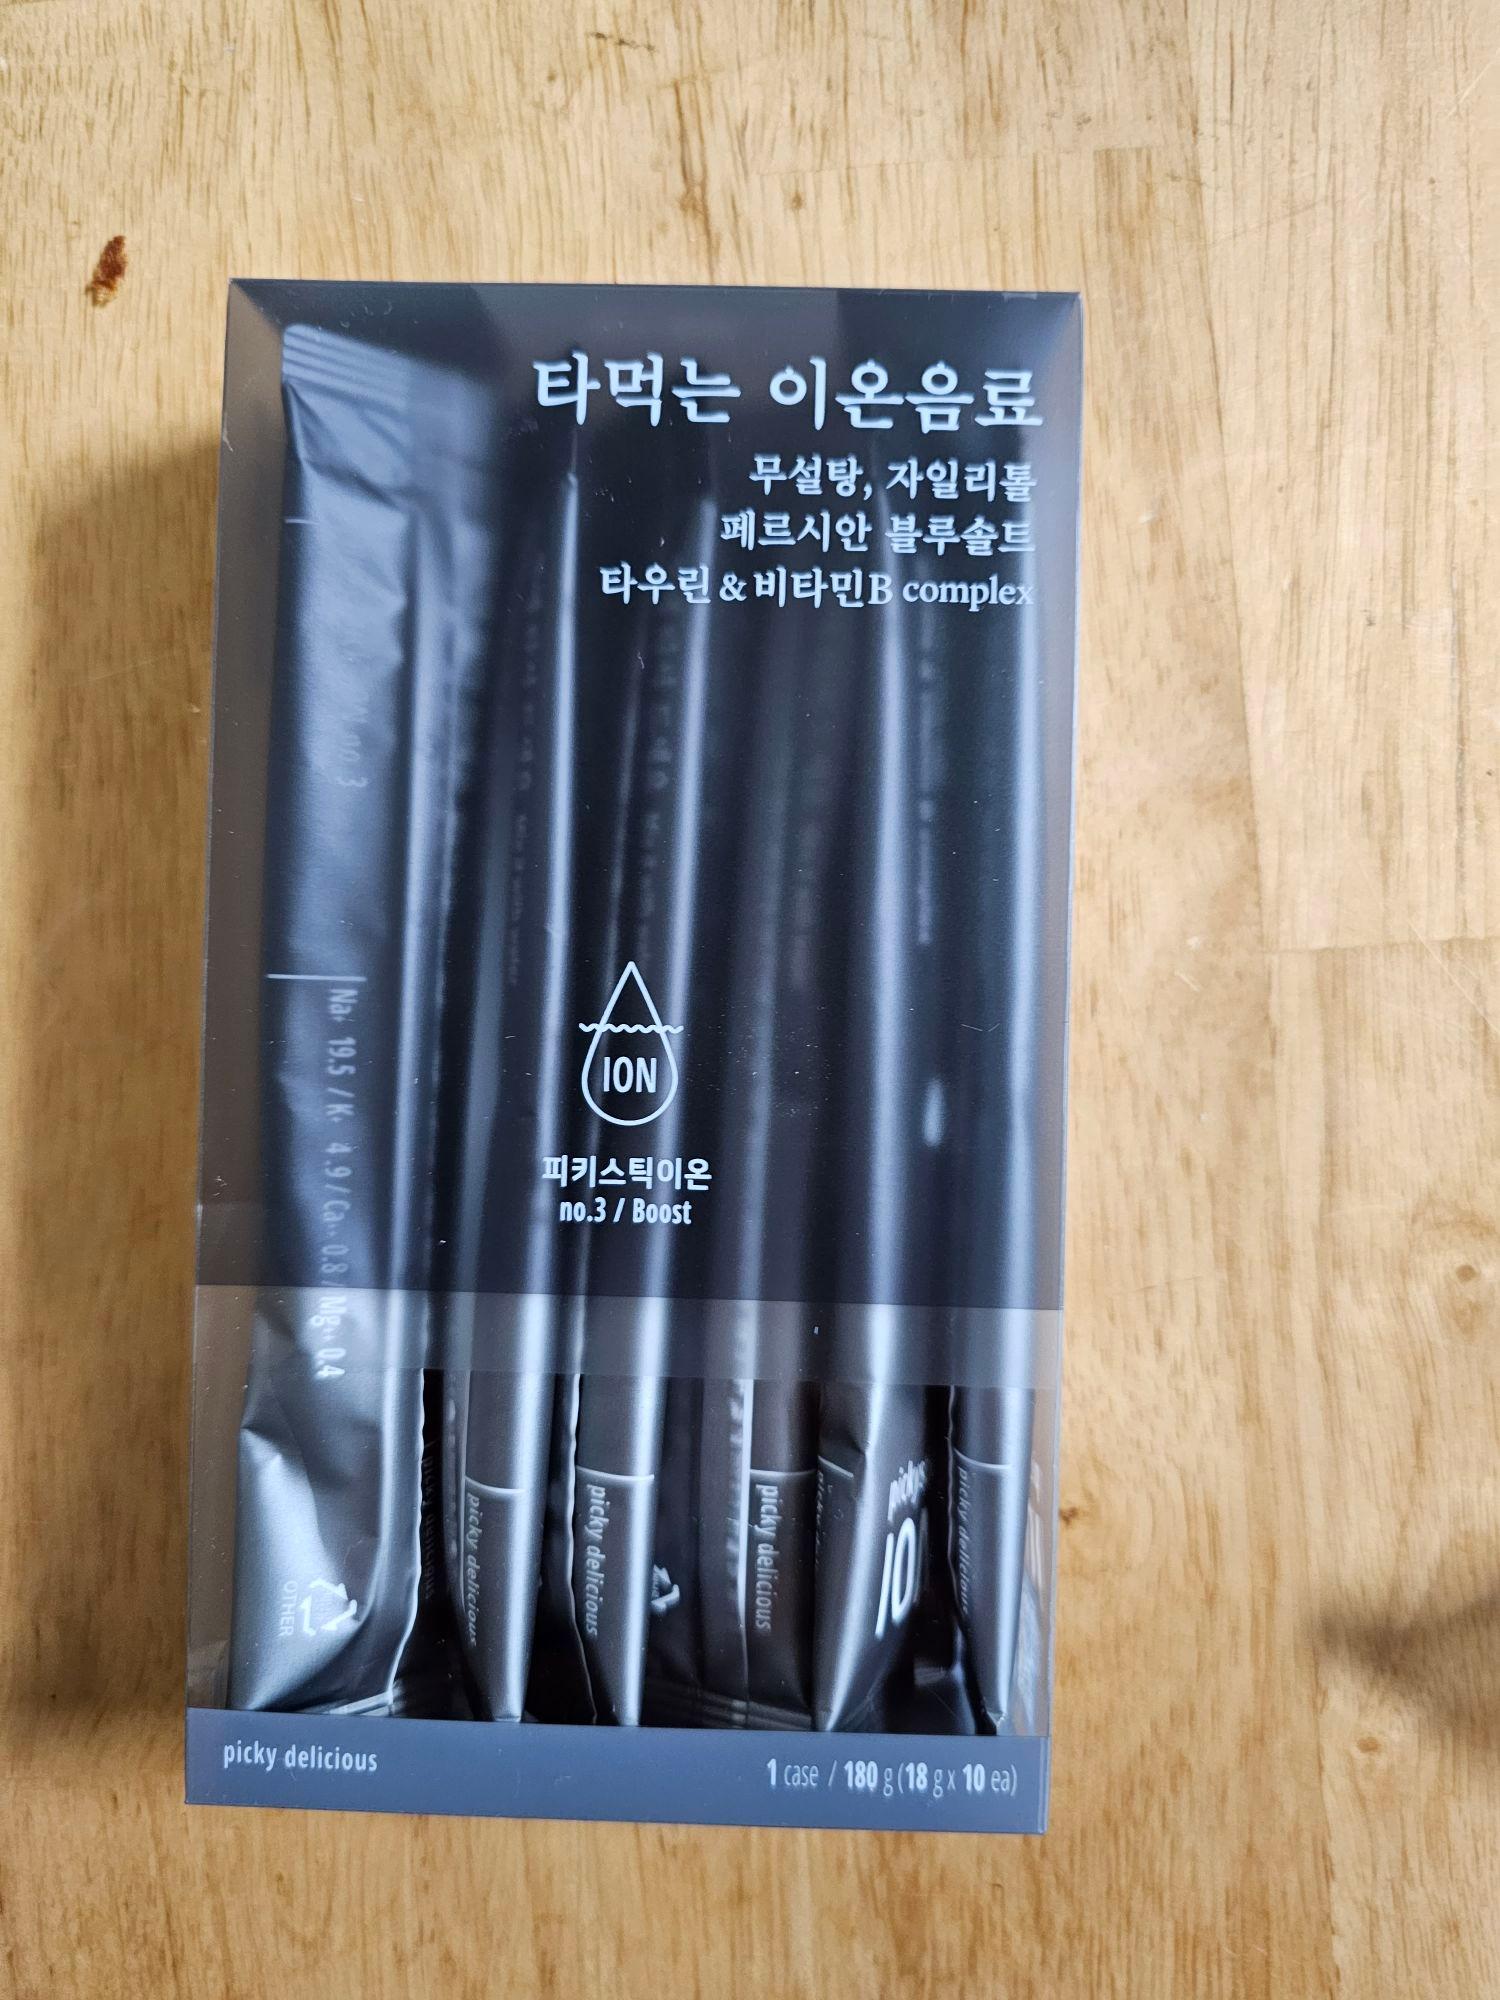 타먹는 이온음료
무설탕, 자일리톨
페르시안 블루솔트
타우린 & 비타민B complex
no.3
Na+ 19.5 / K+ 4.9 / Ca++ 0.8 / Mg++ 0.4
ION
피키스틱이온
no.3 / Boost
picky delicious
picky delicious
picky delicious
picky delicious
OTHER
picky delicious
1 case / 180 g (18 g x 10 ea)